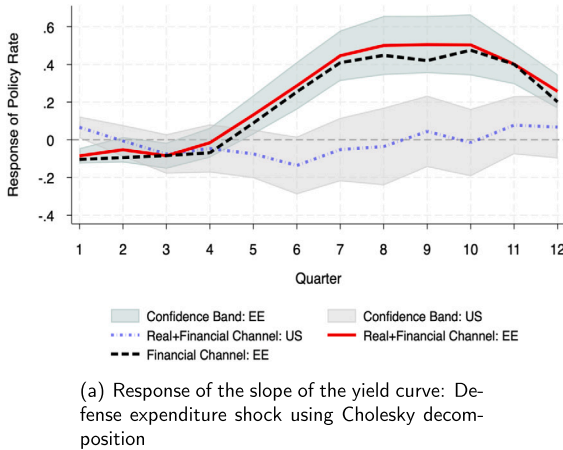 Response of Policy Rate
.6
.4
.2
0
-.2
-.4
1 2 3 4 5 6 7 8 9 10 11 12
Quarter
Confidence Band: EE Confidence Band: US
Real+Financial Channel: US Real+Financial Channel: EE
Financial Channel: EE
(a) Response of the slope of the yield curve: De-
fense expenditure shock using Cholesky decom-
position